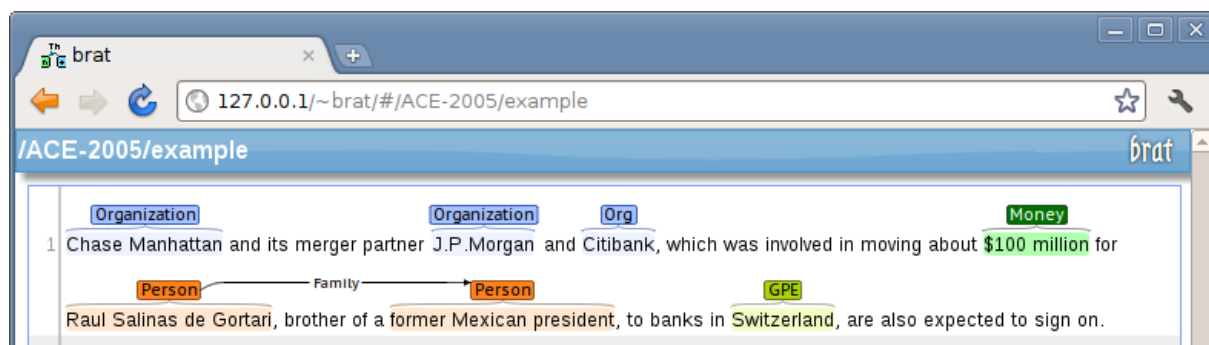 Th
brat
127.0.0.1/~brat/#/ACE-2005/example
/ACE-2005/example brat
Organization Organization Org Money
1 Chase Manhattan and its merger partner J.P.Morgan and Citibank, which was involved in moving about $100 million for
Person Family Person GPE
Raul Salinas de Gortari, brother of a former Mexican president, to banks in Switzerland, are also expected to sign on.